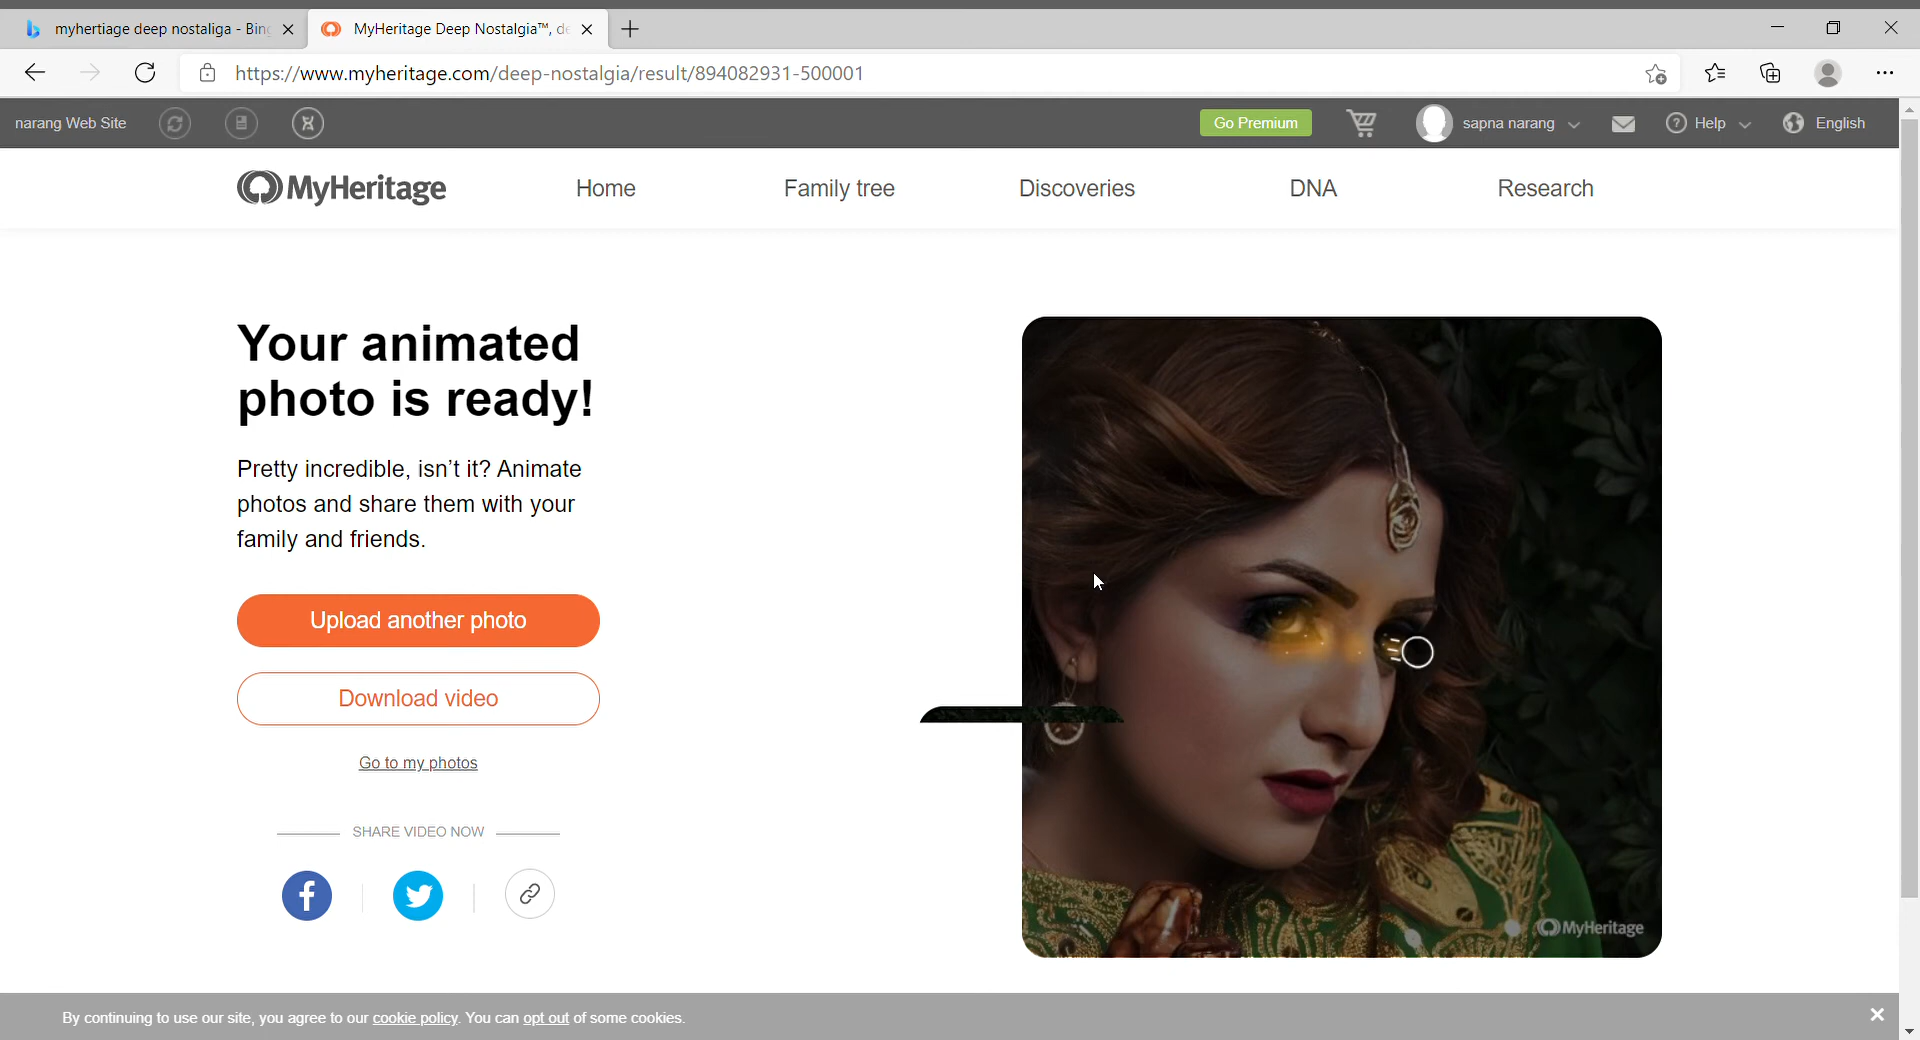 myhertiage deep nostaliga - Bing
MyHeritage Deep Nostalgia™, de
https://www.myheritage.com/deep-nostalgia/result/894082931-500001
narang Web Site
Go Premium
sapna narang
Help
English
MyHeritage
Home
Family tree
Discoveries
DNA
Research
Your animated
photo is ready!
Pretty incredible, isn't it? Animate
photos and share them with your
family and friends.
Upload another photo
Download video
Go to my photos
SHARE VIDEO NOW
MyHeritage
By continuing to use our site, you agree to our cookie policy. You can opt out of some cookies.